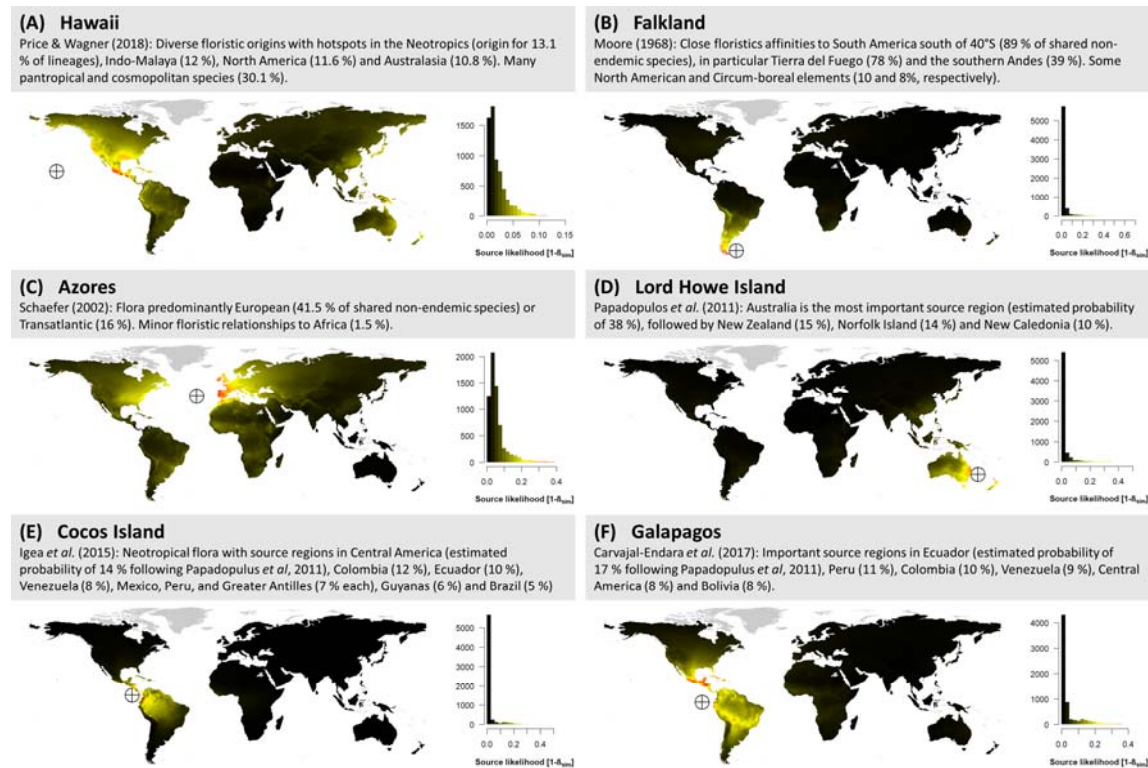 (A) Hawaii
Price & Wagner (2018): Diverse floristic origins with hotspots in the Neotropics (origin for 13.1
% of lineages), Indo-Malaya (12 %), North America (11.6 %) and Australasia (10.8 %). Many
pantropical and cosmopolitan species (30.1 %).
1500
1000
500
0
0.00 0.05 0.10 0.15
Source likelihood [1-ßsim]
(B) Falkland
Moore (1968): Close floristics affinities to South America south of 40°S (89 % of shared non-
endemic species), in particular Tierra del Fuego (78 %) and the southern Andes (39 %). Some
North American and Circum-boreal elements (10 and 8%, respectively).
5000
4000
3000
2000
1000
0
0.0 0.2 0.4 0.6
Source likelihood [1-ßsim]
(C) Azores
Schaefer (2002): Flora predominantly European (41.5 % of shared non-endemic species) or
Transatlantic (16 %). Minor floristic relationships to Africa (1.5 %).
2000
1500
1000
500
0
0.0 0.2 0.4
Source likelihood [1-ßsim]
(D) Lord Howe Island
Papadopulos et al. (2011): Australia is the most important source region (estimated probability
of 38 %), followed by New Zealand (15 %), Norfolk Island (14 %) and New Caledonia (10 %).
5000
4000
3000
2000
1000
0
0.0 0.2 0.4
Source likelihood [1-ßsim]
(E) Cocos Island
Igea et al. (2015): Neotropical flora with source regions in Central America (estimated
probability of 14 % following Papadopulus et al, 2011), Colombia (12 %), Ecuador (10 %),
Venezuela (8 %), Mexico, Peru, and Greater Antilles (7 % each), Guyanas (6 %) and Brazil (5 %)
5000
4000
3000
2000
1000
0
0.0 0.2 0.4
Source likelihood [1-ßsim]
(F) Galapagos
Carvajal-Endara et al. (2017): Important source regions in Ecuador (estimated probability of
17 % following Papadopulus et al, 2011), Peru (11 %), Colombia (10 %), Venezuela (9 %), Central
America (8 %) and Bolivia (8 %).
4000
3000
2000
1000
0
0.0 0.2 0.4
Source likelihood [1-ßsim]